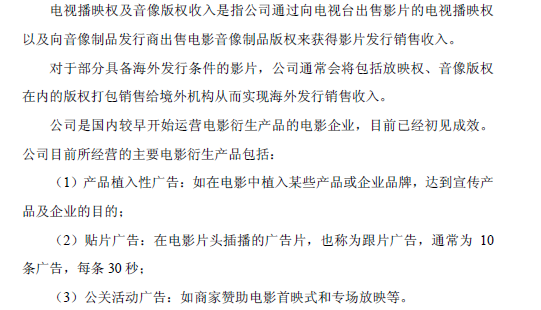 电视播映权及音像版权收入是指公司通过向电视台出售影片的电视播映权
以及向音像制品发行商出售电影音像制品版权来获得影片发行销售收入。
对于部分具备海外发行条件的影片，公司通常会将包括放映权、音像版权
在内的版权打包销售给境外机构从而实现海外发行销售收入。
公司是国内较早开始运营电影衍生产品的电影企业，目前已经初见成效。
公司目前所经营的主要电影衍生产品包括：
（1）产品植入性广告：如在电影中植入某些产品或企业品牌，达到宣传产
品及企业的目的；
（2）贴片广告：在电影片头插播的广告片，也称为跟片广告，通常为 10
条广告，每条 30 秒；
（3）公关活动广告：如商家赞助电影首映式和专场放映等。